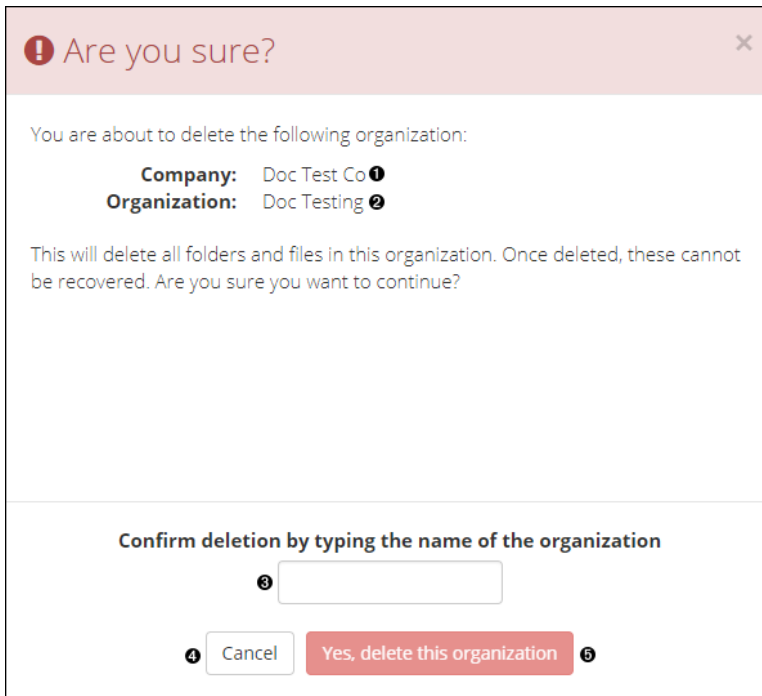 Are you sure?
×
You are about to delete the following organization:
Company: Doc Test Co ❶
Organization: Doc Testing ❷
This will delete all folders and files in this organization. Once deleted, these cannot
be recovered. Are you sure you want to continue?
Confirm deletion by typing the name of the organization
❸
❹ Cancel Yes, delete this organization ❺